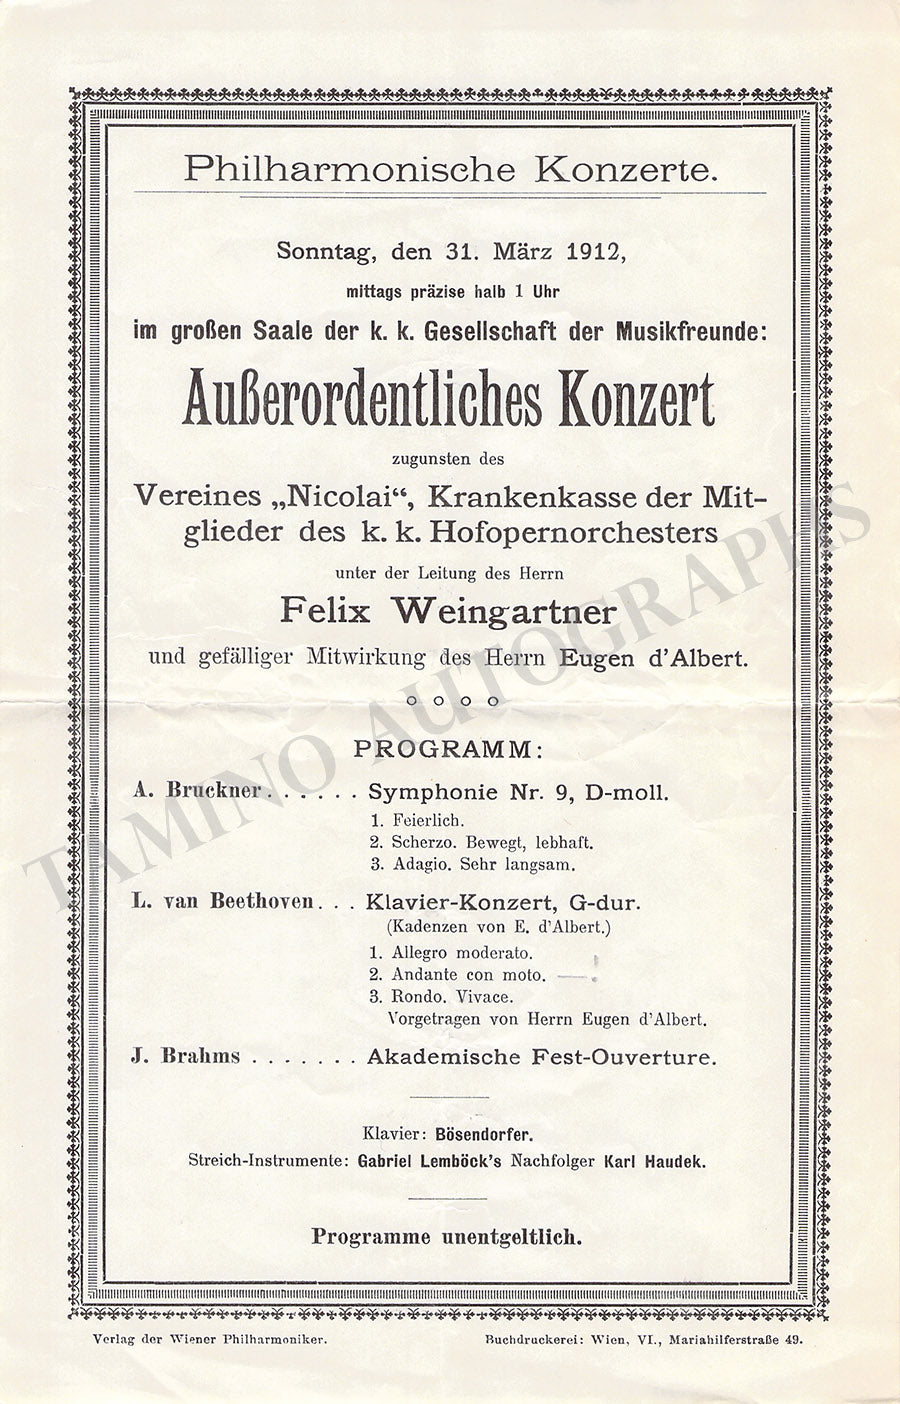 Philharmonische Konzerte.
Sonntag, den 31. März 1912,
mittags präzise halb 1 Uhr
im großen Saale der k. k. Gesellschaft der Musikfreunde:
Außerordentliches Konzert
zugunsten des
Vereines „Nicolai“, Krankenkasse der Mit-
glieder des k. k. Hofopernorchesters
unter der Leitung des Herrn
Felix Weingartner
und gefälliger Mitwirkung des Herrn Eugen d'Albert.
PROGRAMM:
A. Bruckner . . . . . . Symphonie Nr. 9, D-moll.
1. Feierlich.
2. Scherzo. Bewegt, lebhaft.
3. Adagio. Sehr langsam.
L. van Beethoven . . . Klavier-Konzert, G-dur.
(Kadenzen von E. d'Albert.)
1. Allegro moderato.
2. Andante con moto.
3. Rondo. Vivace.
Vorgetragen von Herrn Eugen d'Albert.
J. Brahms . . . . . . . Akademische Fest-Ouverture.
Klavier: Bösendorfer.
Streich-Instrumente: Gabriel Lemböck's Nachfolger Karl Haudek.
Programme unentgeltlich.
Verlag der Wiener Philharmoniker. Buchdruckerei: Wien, VI., Mariahilferstraße 49.
TAMINO AUTOGRAPHS